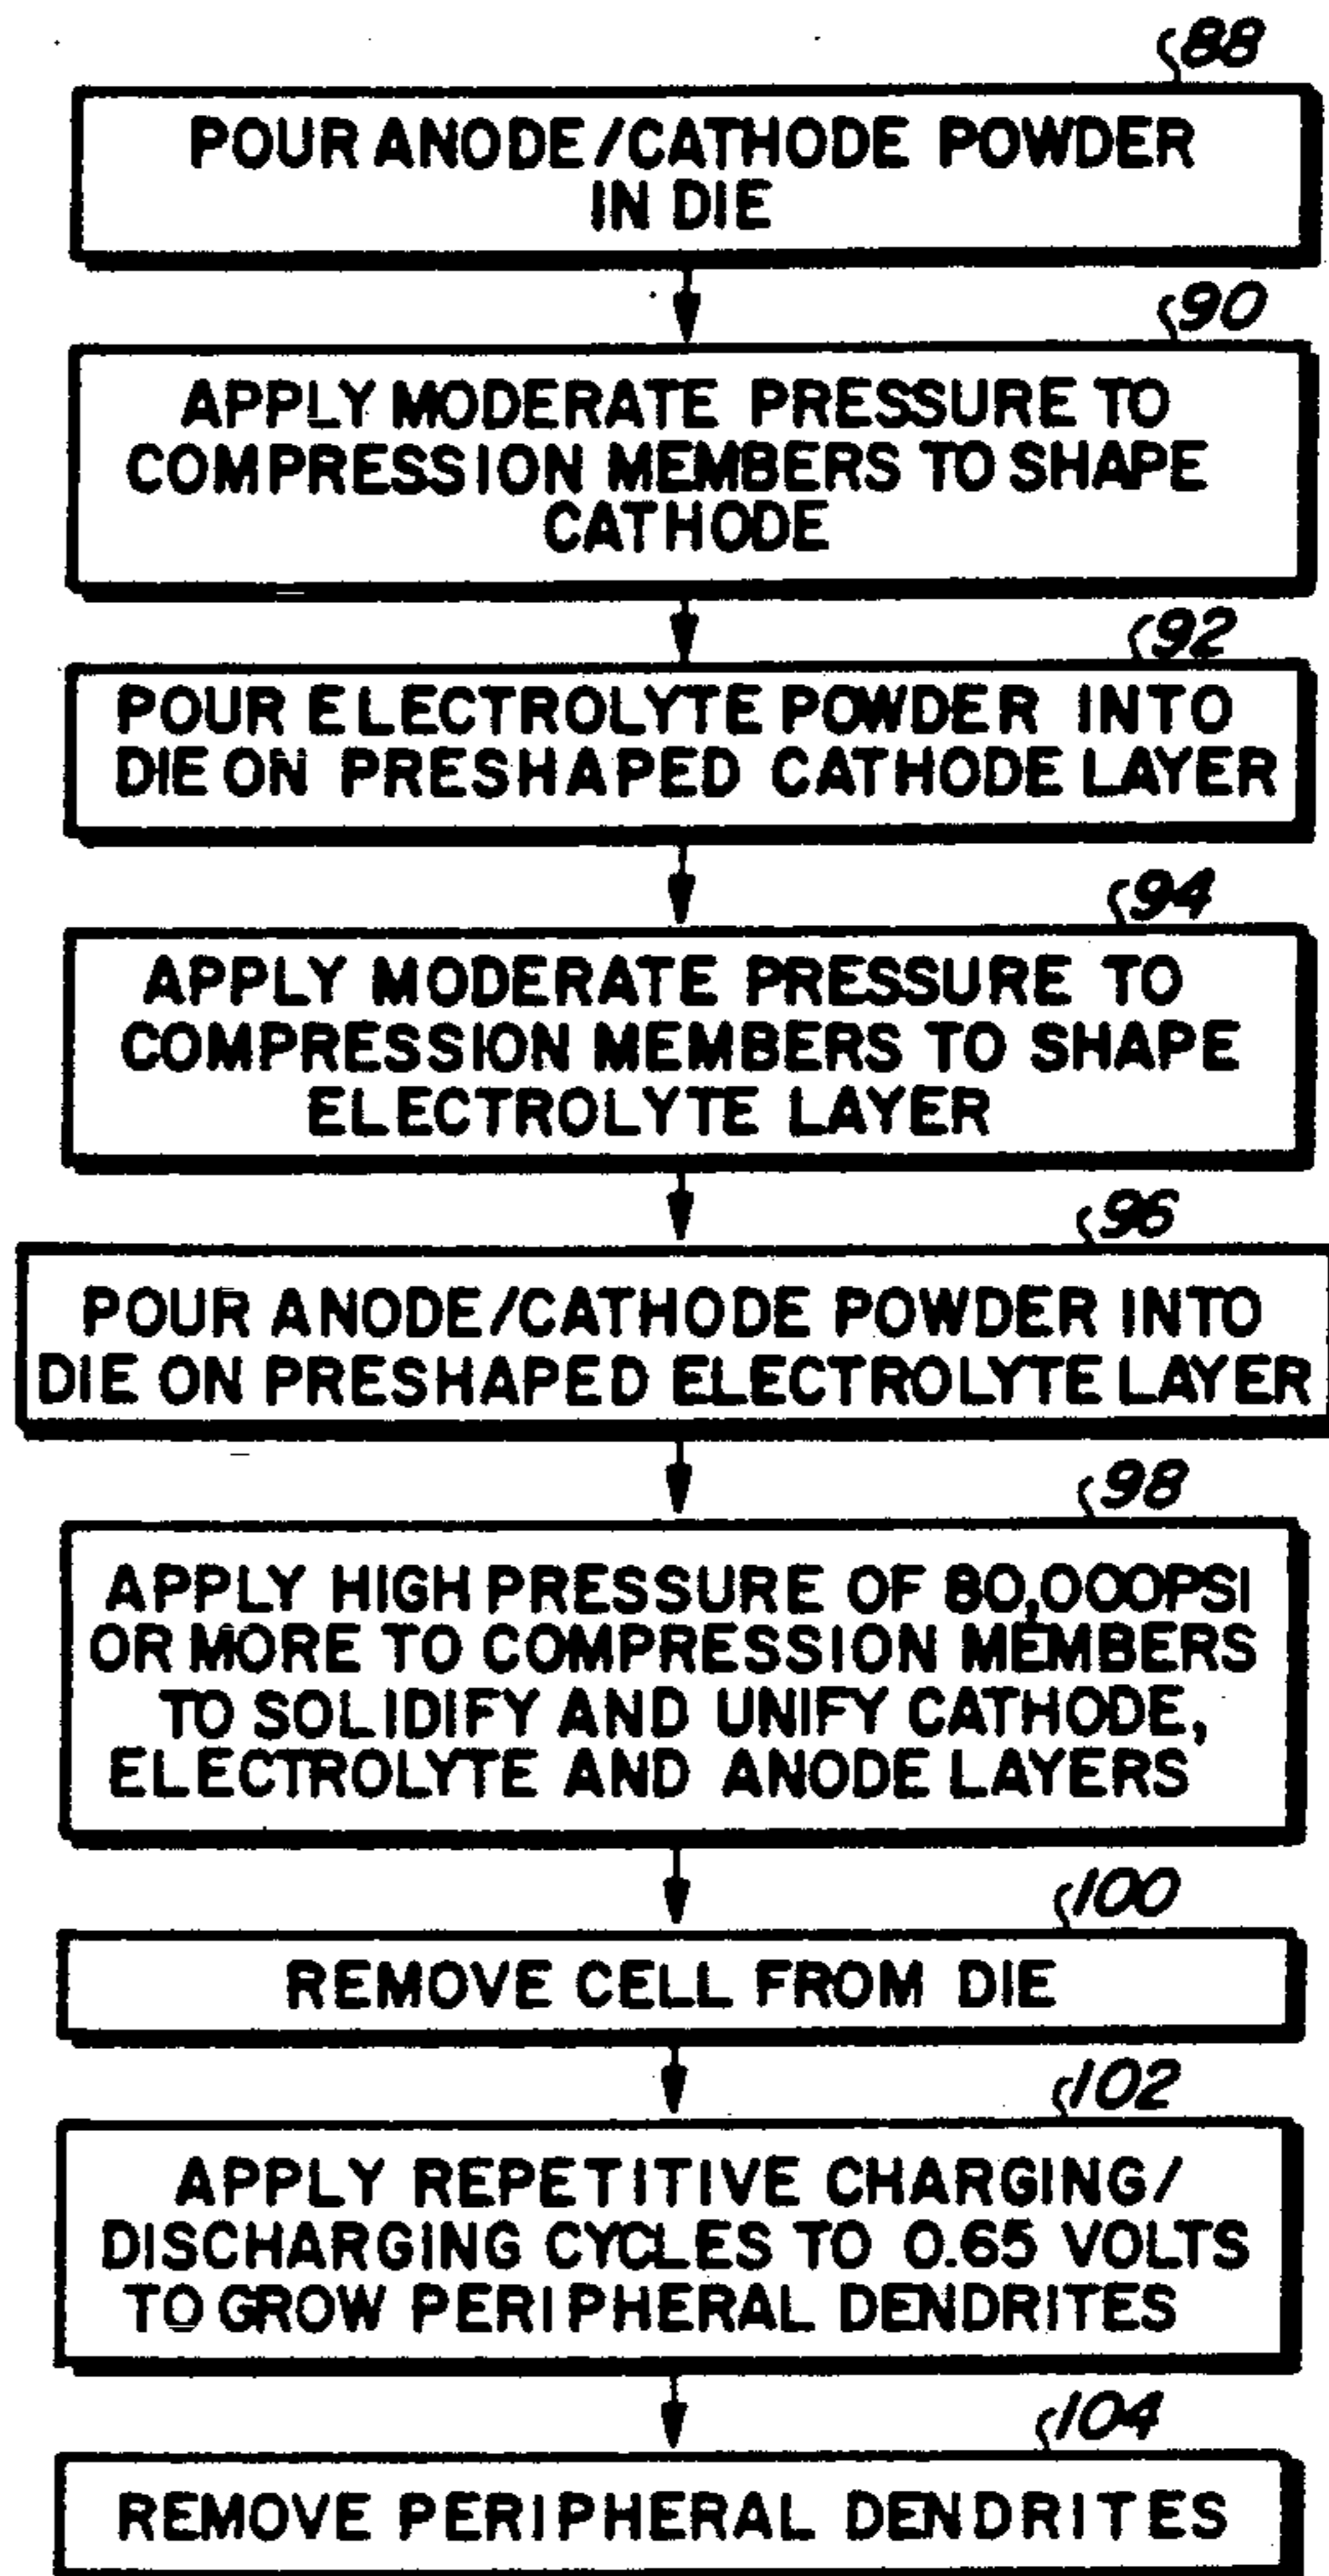 88
POUR ANODE/CATHODE POWDER
IN DIE
90
APPLY MODERATE PRESSURE TO
COMPRESSION MEMBERS TO SHAPE
CATHODE
92
POUR ELECTROLYTE POWDER INTO
DIE ON PRESHAPED CATHODE LAYER
94
APPLY MODERATE PRESSURE TO
COMPRESSION MEMBERS TO SHAPE
ELECTROLYTE LAYER
96
POUR ANODE/CATHODE POWDER INTO
DIE ON PRESHAPED ELECTROLYTE LAYER
98
APPLY HIGH PRESSURE OF 80,000PSI
OR MORE TO COMPRESSION MEMBERS
TO SOLIDIFY AND UNIFY CATHODE,
ELECTROLYTE AND ANODE LAYERS
100
REMOVE CELL FROM DIE
102
APPLY REPETITIVE CHARGING/
DISCHARGING CYCLES TO 0.65 VOLTS
TO GROW PERIPHERAL DENDRITES
104
REMOVE PERIPHERAL DENDRITES